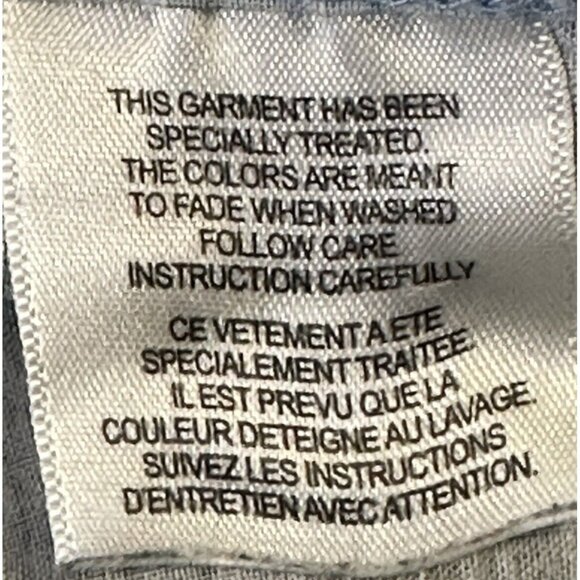 THIS GARMENT HAS BEEN
SPECIALLY TREATED.
THE COLORS ARE MEANT
TO FADE WHEN WASHED
FOLLOW CARE
INSTRUCTION CAREFULLY
CE VETEMENT A ETE
SPECIALEMENT TRAITEE.
IL EST PREVU QUE LA
COULEUR DETEIGNE AU LAVAGE.
SUIVEZ LES INSTRUCTIONS
D'ENTRETIEN AVEC ATTENTION.